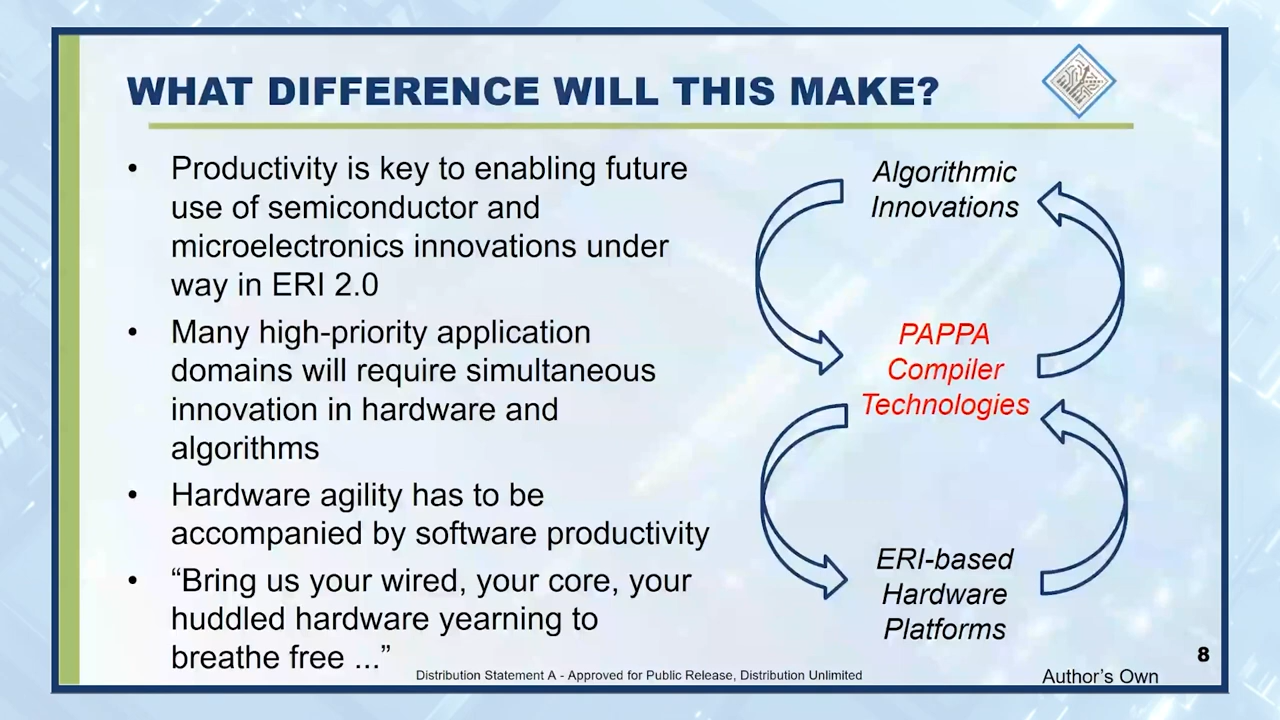 WHAT DIFFERENCE WILL THIS MAKE?
• Productivity is key to enabling future
use of semiconductor and
microelectronics innovations under
way in ERI 2.0
• Many high-priority application
domains will require simultaneous
innovation in hardware and
algorithms
• Hardware agility has to be
accompanied by software productivity
• “Bring us your wired, your core, your
huddled hardware yearning to
breathe free ...”
Algorithmic
Innovations
PAPPA
Compiler
Technologies
ERI-based
Hardware
Platforms
8
Distribution Statement A - Approved for Public Release, Distribution Unlimited
Author’s Own